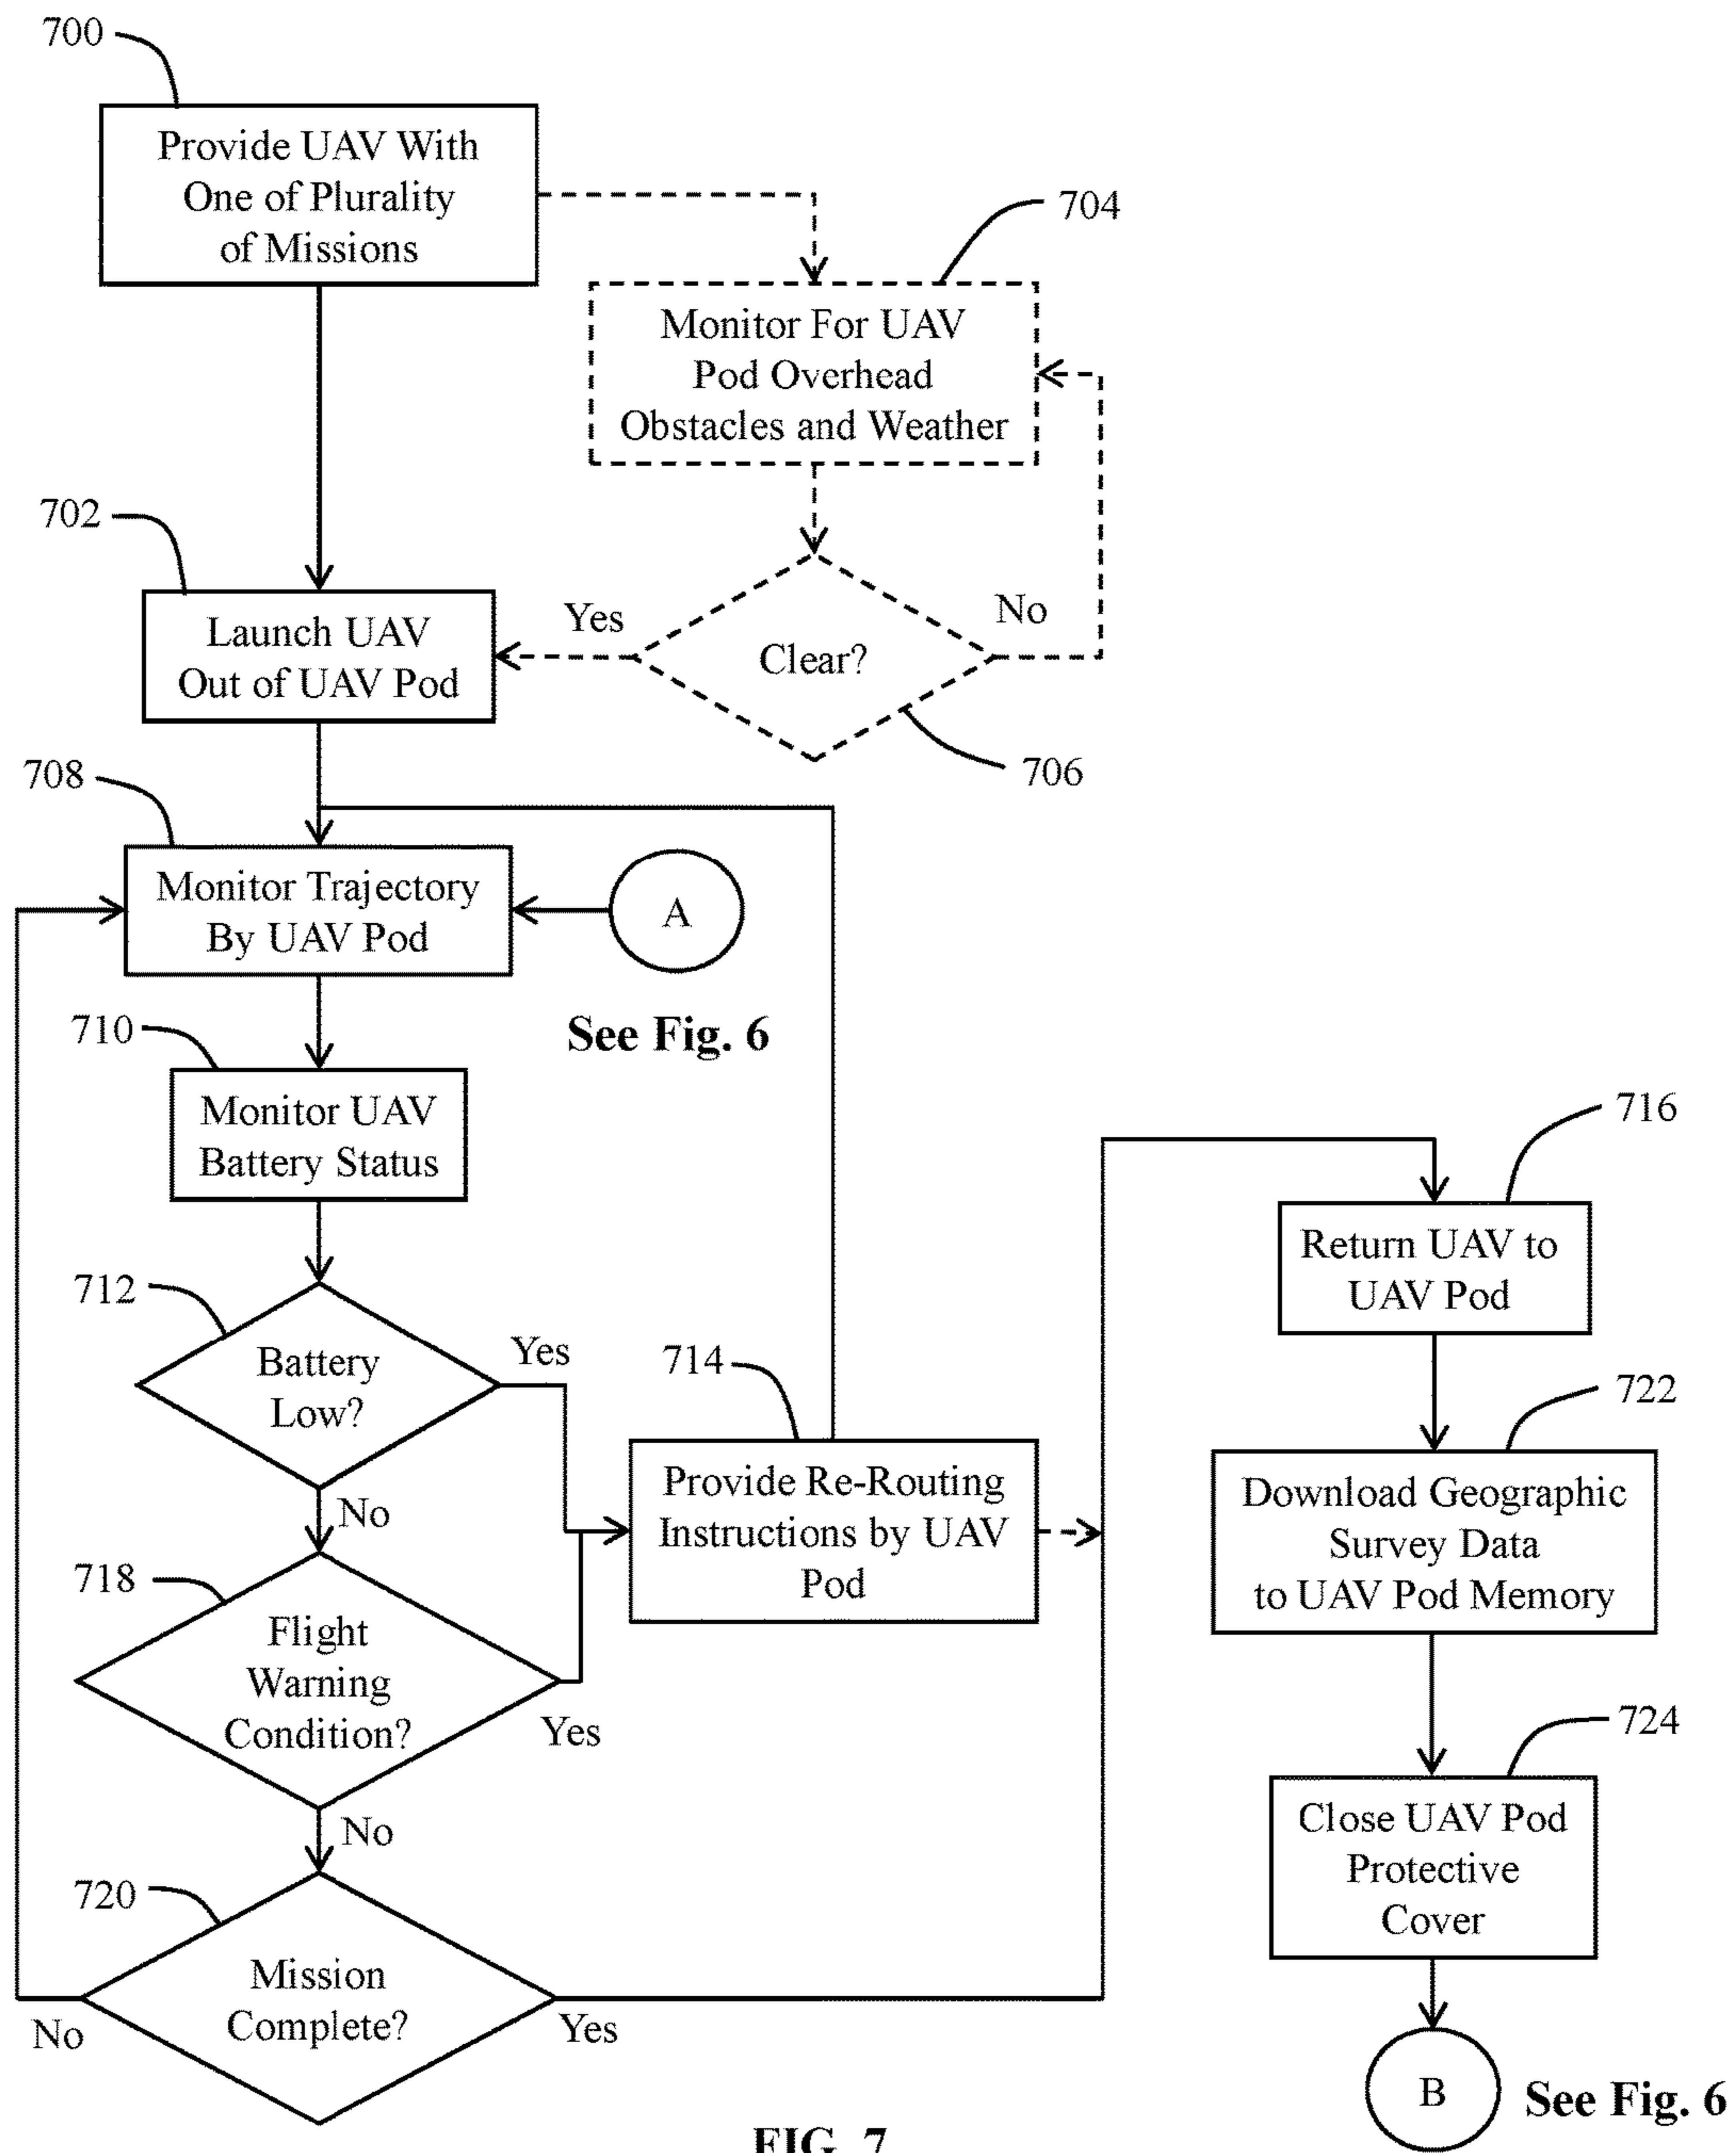 700
Provide UAV With
One of Plurality
of Missions
704
Monitor For UAV
Pod Overhead
Obstacles and Weather
702
Launch UAV
Out of UAV Pod
Yes
Clear?
No
706
708
Monitor Trajectory
By UAV Pod
A
See Fig. 6
710
Monitor UAV
Battery Status
712
Battery
Low?
Yes
No
714
Provide Re-Routing
Instructions by UAV
Pod
718
Flight
Warning
Condition?
Yes
No
720
Mission
Complete?
No
Yes
716
Return UAV to
UAV Pod
722
Download Geographic
Survey Data
to UAV Pod Memory
724
Close UAV Pod
Protective
Cover
B
See Fig. 6
FIG. 7